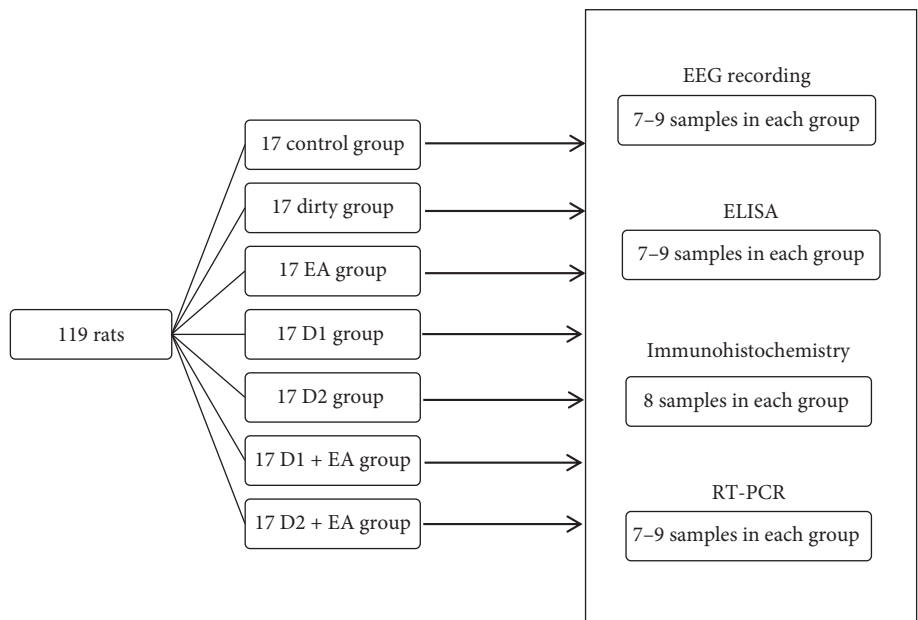 119 rats
17 control group
17 dirty group
17 EA group
17 D1 group
17 D2 group
17 D1 + EA group
17 D2 + EA group
EEG recording
7–9 samples in each group
ELISA
7–9 samples in each group
Immunohistochemistry
8 samples in each group
RT-PCR
7–9 samples in each group